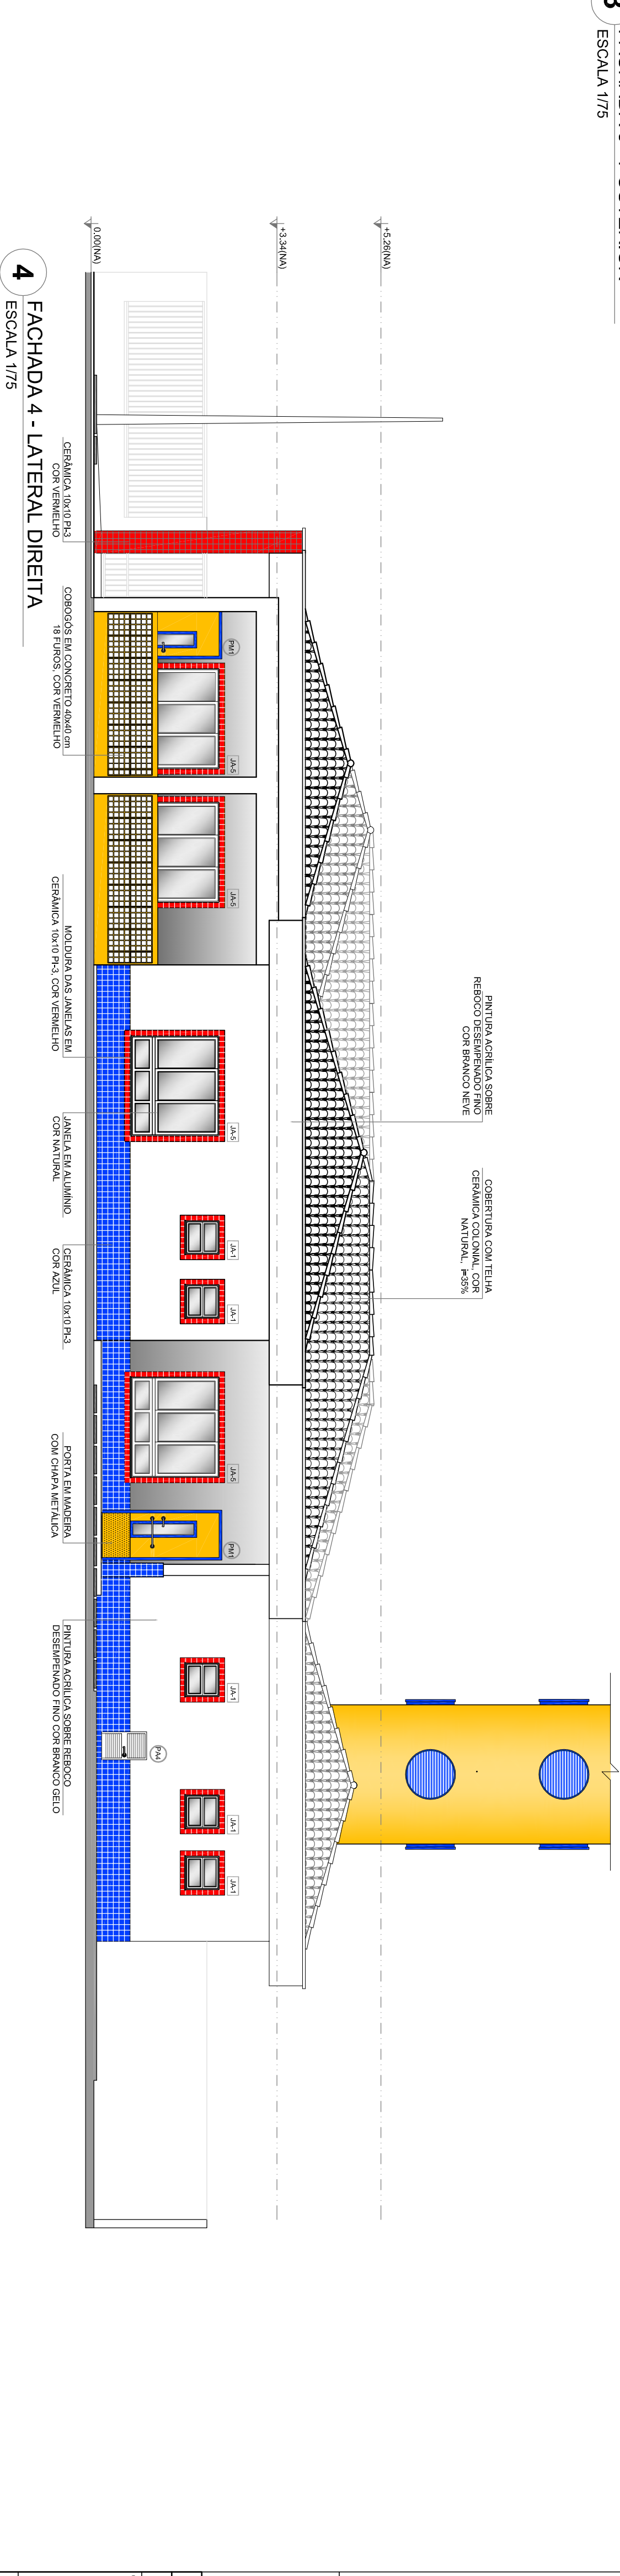 ESCALA 1/75
+5.26(NA)
+3.34(NA)
0.00(NA)
PINTURA ACRÍLICA SOBRE
REBOCO DESEMPENADO FINO
COR BRANCO NEVE
COBERTURA COM TELHA
CERÂMICA COLONIAL, COR
NATURAL, i=35%
PM1
JA-5
JA-5
JA-5
JA-1
JA-1
JA-5
PM1
JA-1
PA4
JA-1
JA-1
CERÂMICA 10x10 PI-3
COR VERMELHO
COBOGÓS EM CONCRETO 40x40 cm
18 FUROS, COR VERMELHO
MOLDURA DAS JANELAS EM
CERÂMICA 10x10 PI-3, COR VERMELHO
JANELA EM ALUMÍNIO
COR NATURAL
CERÂMICA 10x10 PI-3
COR AZUL
PORTA EM MADEIRA
COM CHAPA METÁLICA
PINTURA ACRÍLICA SOBRE REBOCO
DESEMPENADO FINO COR BRANCO GELO
4
FACHADA 4 - LATERAL DIREITA
ESCALA 1/75